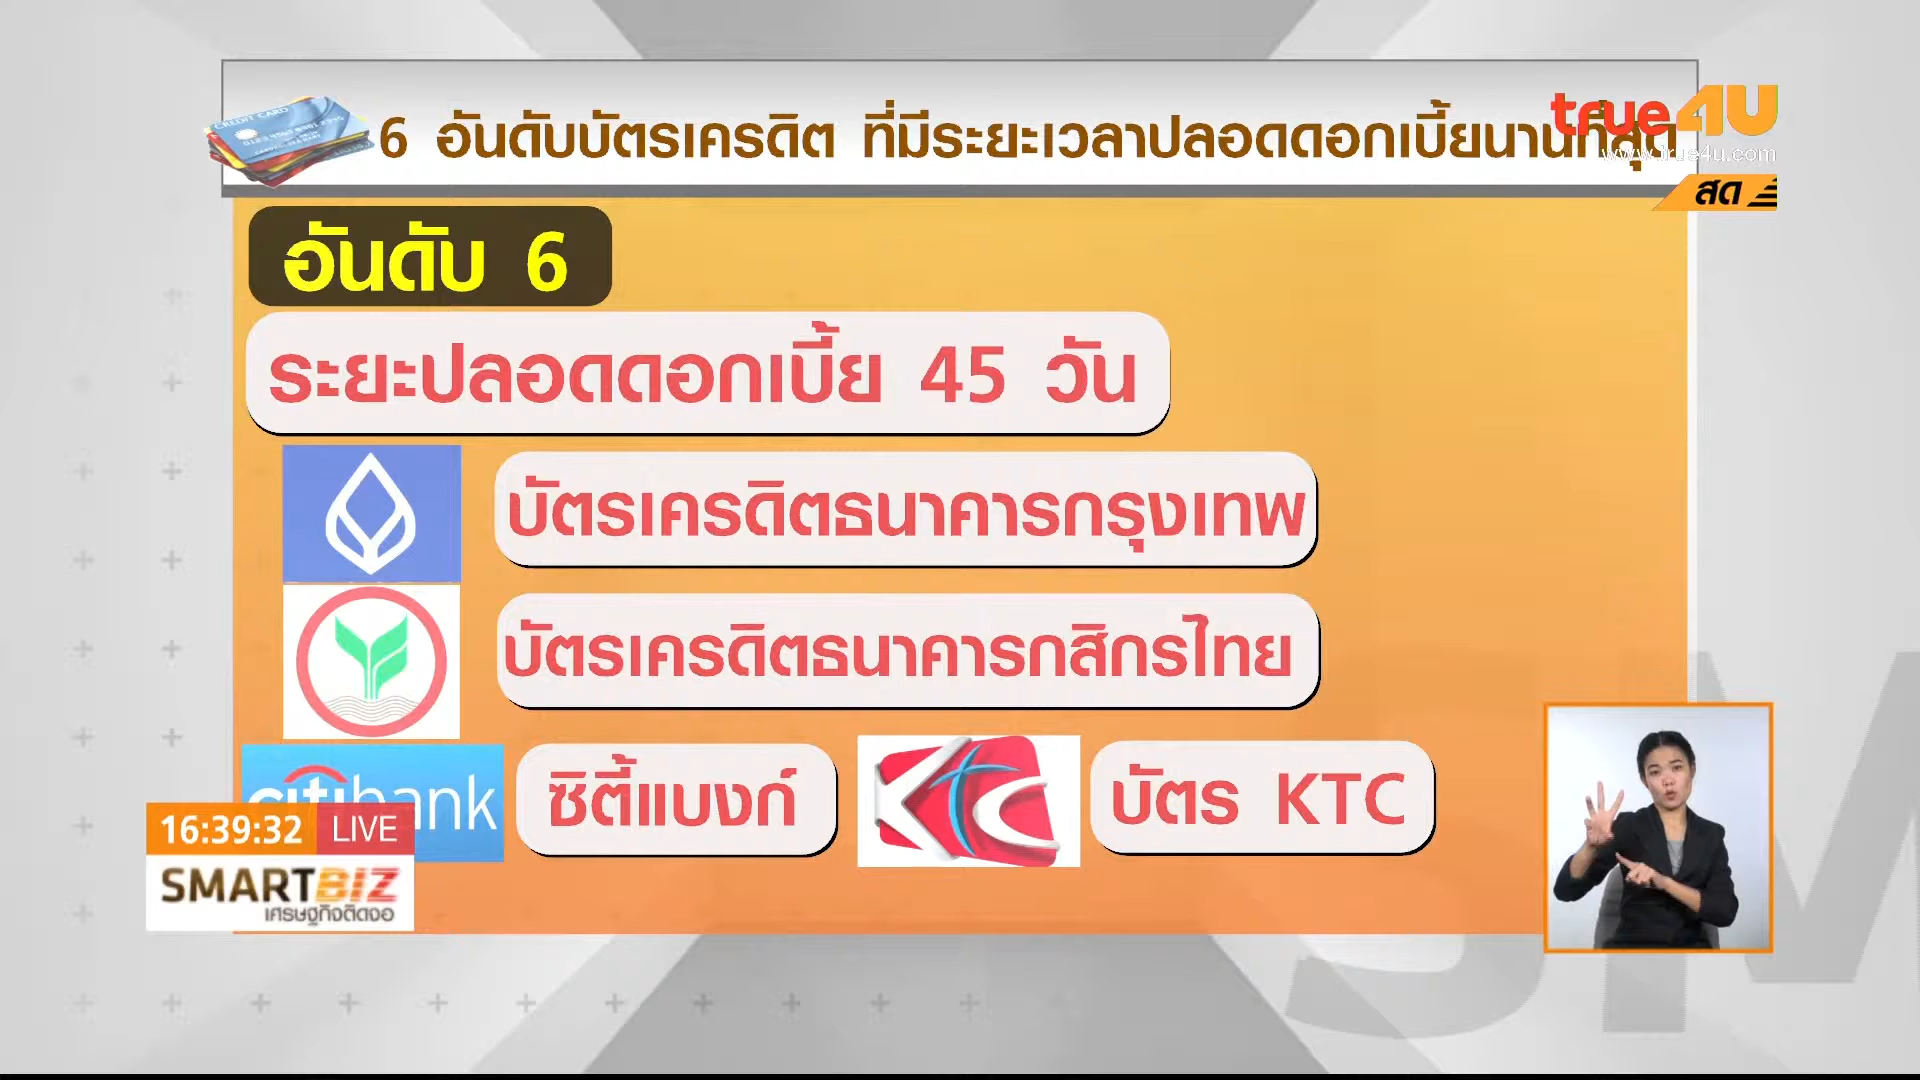 true4U
www.true4u.com
สด
CREDIT CARD
6 อันดับบัตรเครดิต ที่มีระยะเวลาปลอดดอกเบี้ยนานที่สุด
อันดับ 6
ระยะปลอดดอกเบี้ย 45 วัน
บัตรเครดิตธนาคารกรุงเทพ
บัตรเครดิตธนาคารกสิกรไทย
citibank
ซิตี้แบงก์
KTC
บัตร KTC
16:39:32 LIVE
SMARTBIZ
เศรษฐกิจติดจอ
SM